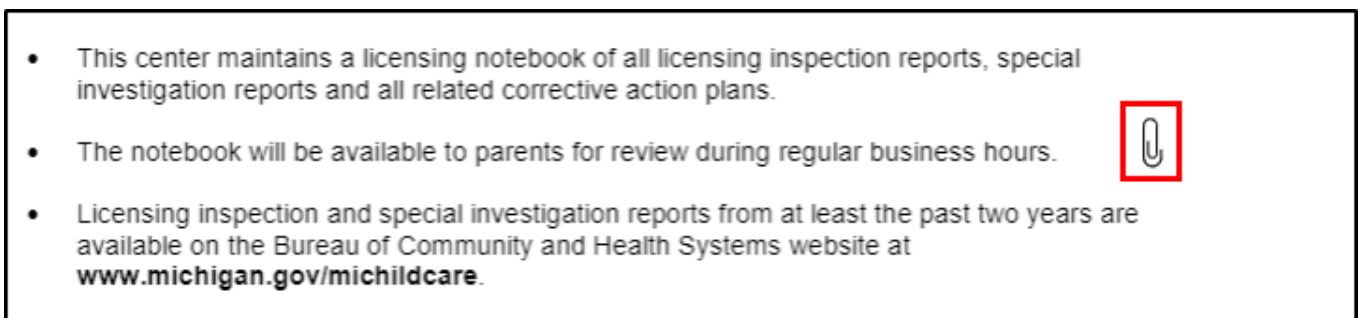 • This center maintains a licensing notebook of all licensing inspection reports, special
investigation reports and all related corrective action plans.
• The notebook will be available to parents for review during regular business hours.
• Licensing inspection and special investigation reports from at least the past two years are
available on the Bureau of Community and Health Systems website at
www.michigan.gov/michildcare.